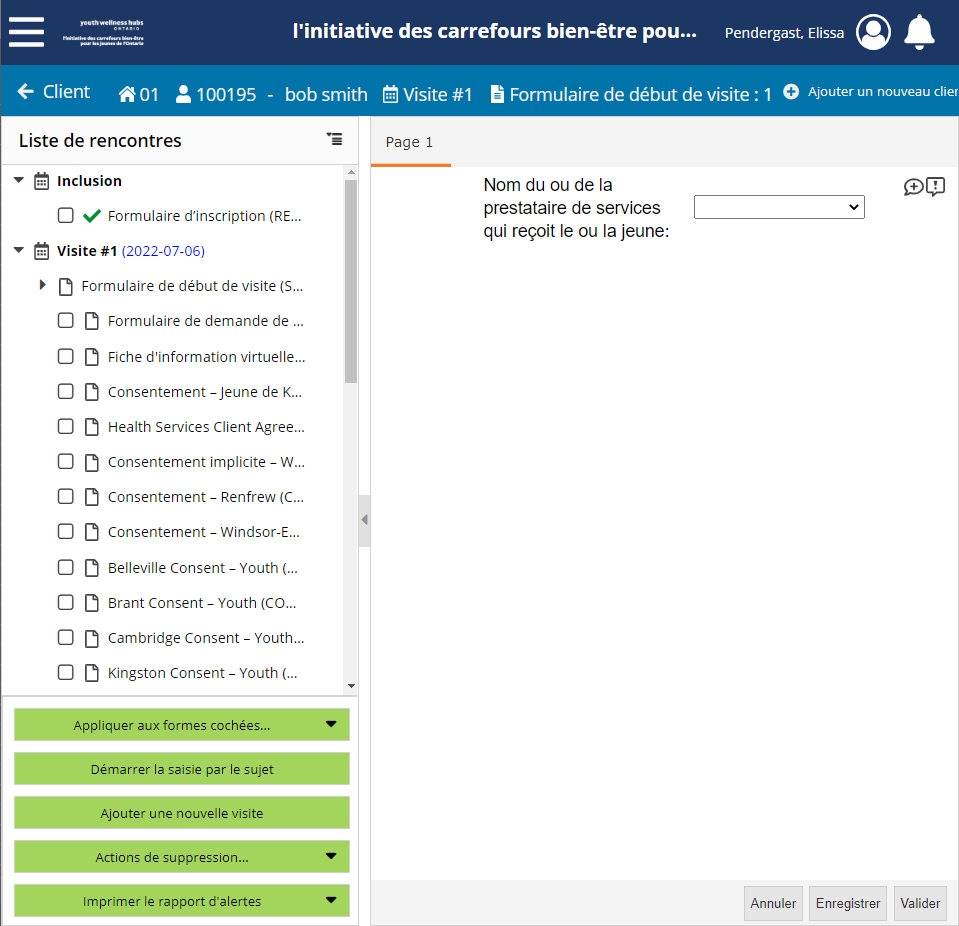 youth wellness hubs
ONTARIO
l'initiative des carrefours bien-être
pour les jeunes de l'Ontario
l'initiative des carrefours bien-être pou...
Pendergast, Elissa
Client
01
100195 - bob smith
Visite #1
Formulaire de début de visite : 1
Ajouter un nouveau clier
Liste de rencontres
Page 1
Inclusion
Formulaire d’inscription (RE...
Visite #1 (2022-07-06)
Formulaire de début de visite (S...
Formulaire de demande de ...
Fiche d'information virtuelle...
Consentement – Jeune de K...
Health Services Client Agree...
Consentement implicite – W...
Consentement – Renfrew (C...
Consentement – Windsor-E...
Belleville Consent – Youth (...
Brant Consent – Youth (CO...
Cambridge Consent – Youth...
Kingston Consent – Youth (...
Nom du ou de la
prestataire de services
qui reçoit le ou la jeune:
Appliquer aux formes cochées...
Démarrer la saisie par le sujet
Ajouter une nouvelle visite
Actions de suppression...
Imprimer le rapport d'alertes
Annuler
Enregistrer
Valider